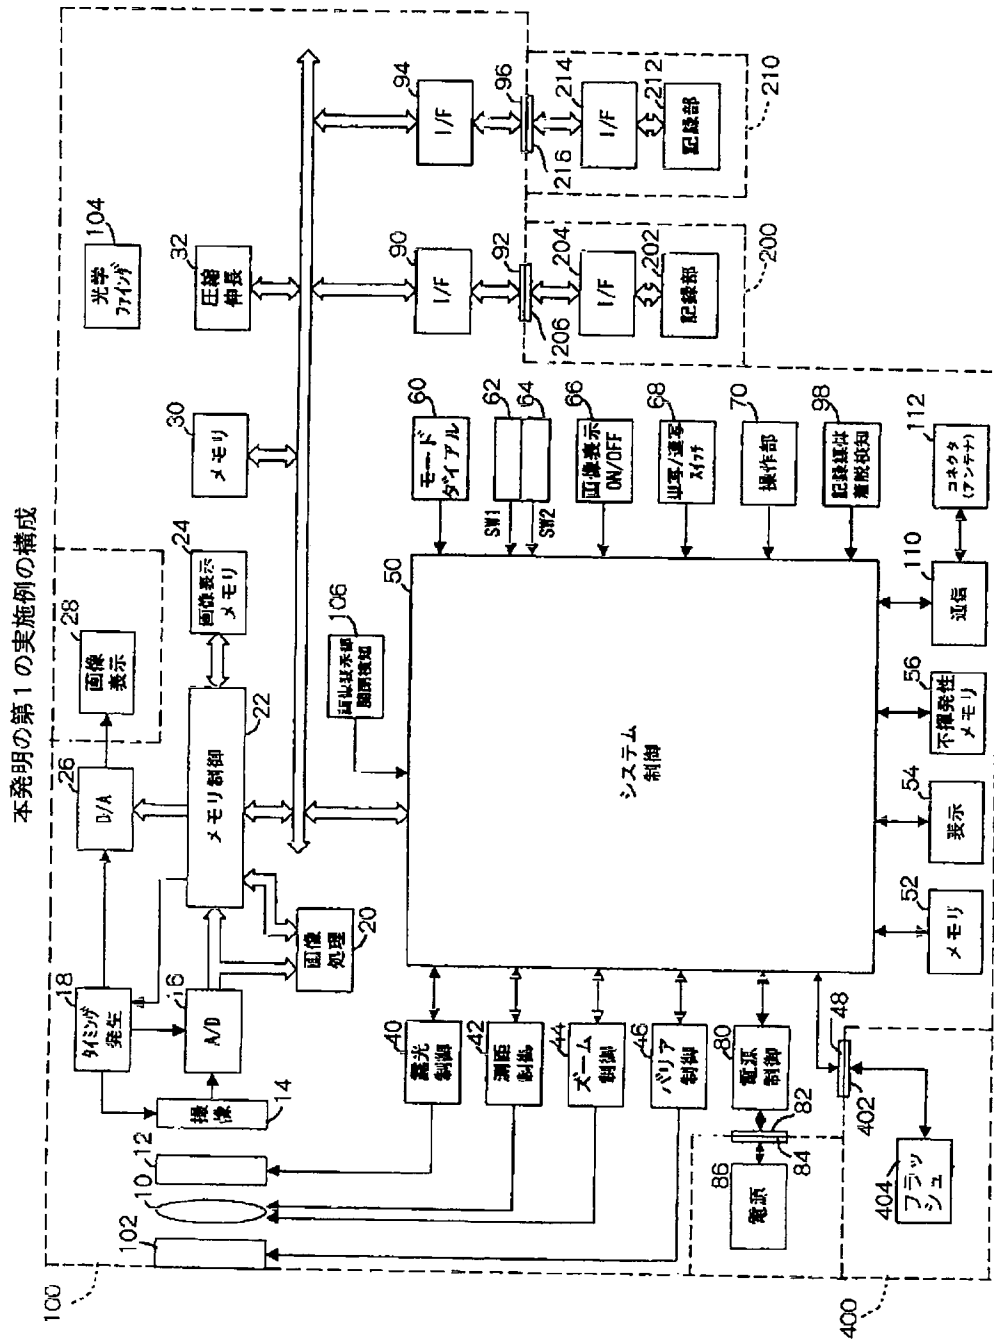 本発明の第1の実施例の構成
100
102
10
12
14
撮像
18
タイミング
発生
16
A/D
20
画像
処理
26
D/A
28
画像
表示
22
メモリ制御
24
画像表示
メモリ
30
メモリ
32
圧縮
伸長
104
光学
ファインダ
106
画像表示部
開閉検知
50
システム
制御
40
露光
制御
42
測距
制御
44
ズーム
制御
46
バリア
制御
80
電源
制御
82
84
86
電源
48
402
404
フラッ
シュ
400
52
メモリ
54
表示
56
不揮発性
メモリ
110
通信
112
コネクタ
(アンテナ)
60
モード
ダイアル
62
SW1
64
SW2
66
画像表示
ON/OFF
68
単写/連写
スイッチ
70
操作部
98
記録媒体
着脱検知
90
I/F
92
206
204
I/F
202
記録部
200
94
I/F
96
216
214
I/F
212
記録部
210